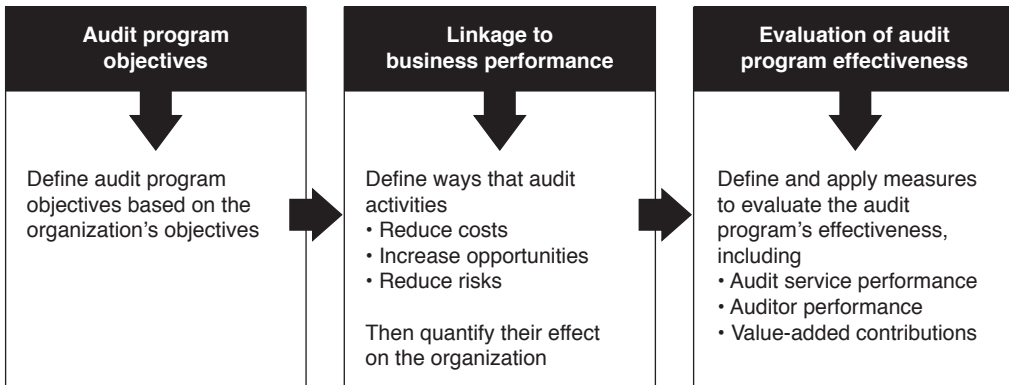 Audit program
objectives
Define audit program
objectives based on the
organization's objectives
Linkage to
business performance
Define ways that audit
activities
• Reduce costs
• Increase opportunities
• Reduce risks
Then quantify their effect
on the organization
Evaluation of audit
program effectiveness
Define and apply measures
to evaluate the audit
program's effectiveness,
including
• Audit service performance
• Auditor performance
• Value-added contributions